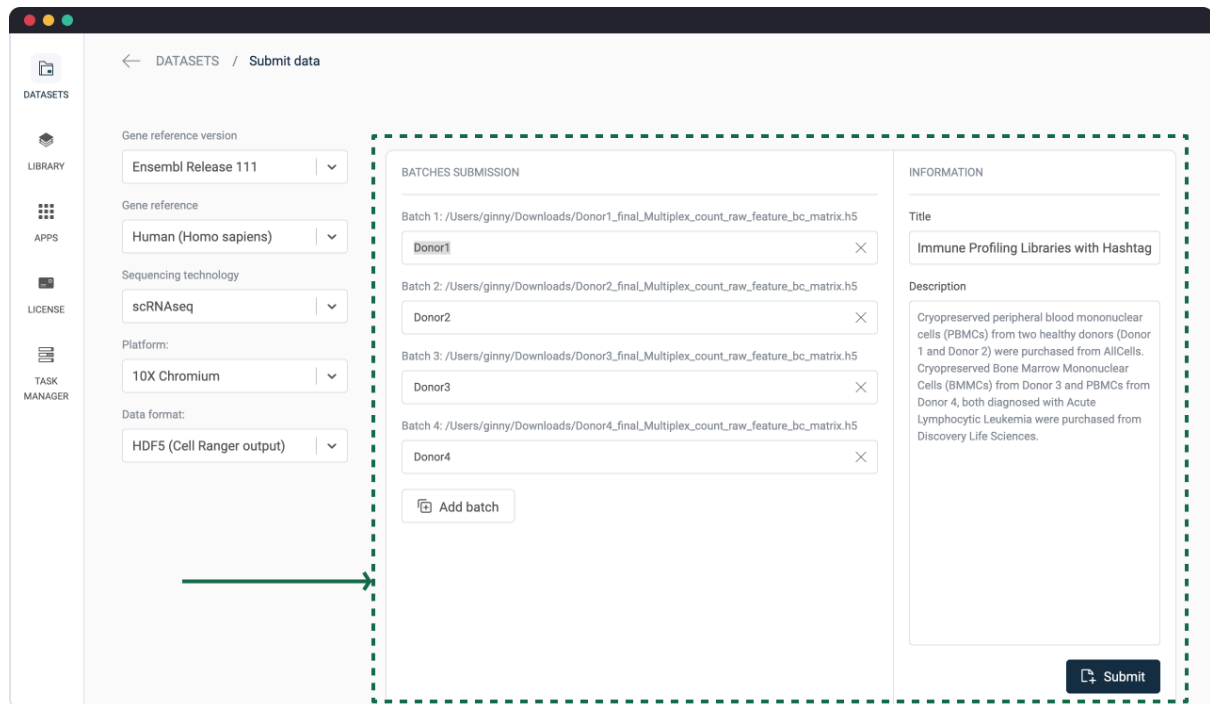 DATASETS / Submit data
DATASETS
LIBRARY
APPS
LICENSE
TASK
MANAGER
Gene reference version
Ensembl Release 111
Gene reference
Human (Homo sapiens)
Sequencing technology
scRNAseq
Platform:
10X Chromium
Data format:
HDF5 (Cell Ranger output)
BATCHES SUBMISSION
Batch 1: /Users/ginny/Downloads/Donor1_final_Multiplex_count_raw_feature_bc_matrix.h5
Donor1
Batch 2: /Users/ginny/Downloads/Donor2_final_Multiplex_count_raw_feature_bc_matrix.h5
Donor2
Batch 3: /Users/ginny/Downloads/Donor3_final_Multiplex_count_raw_feature_bc_matrix.h5
Donor3
Batch 4: /Users/ginny/Downloads/Donor4_final_Multiplex_count_raw_feature_bc_matrix.h5
Donor4
Add batch
INFORMATION
Title
Immune Profiling Libraries with Hashtag
Description
Cryopreserved peripheral blood mononuclear
cells (PBMCs) from two healthy donors (Donor
1 and Donor 2) were purchased from AllCells.
Cryopreserved Bone Marrow Mononuclear
Cells (BMMCs) from Donor 3 and PBMCs from
Donor 4, both diagnosed with Acute
Lymphocytic Leukemia were purchased from
Discovery Life Sciences.
Submit